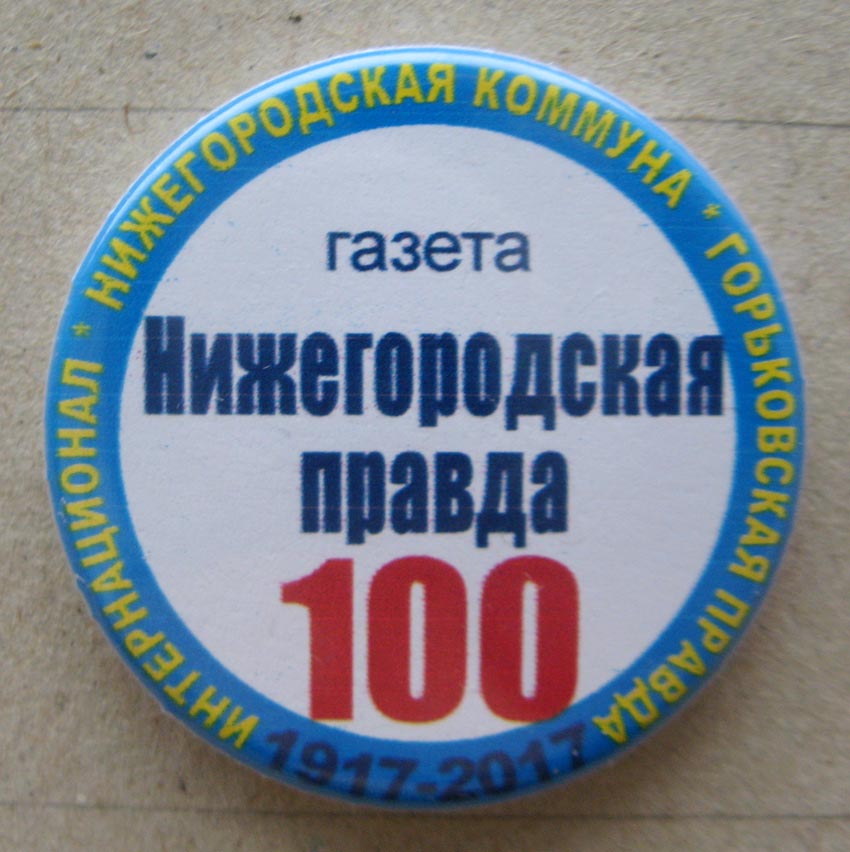 ИНТЕРНАЦИОНАЛ * НИЖЕГОРОДСКАЯ КОММУНА * ГОРЬКОВСКАЯ ПРАВДА
газета
Нижегородская
правда
100
1917-2017